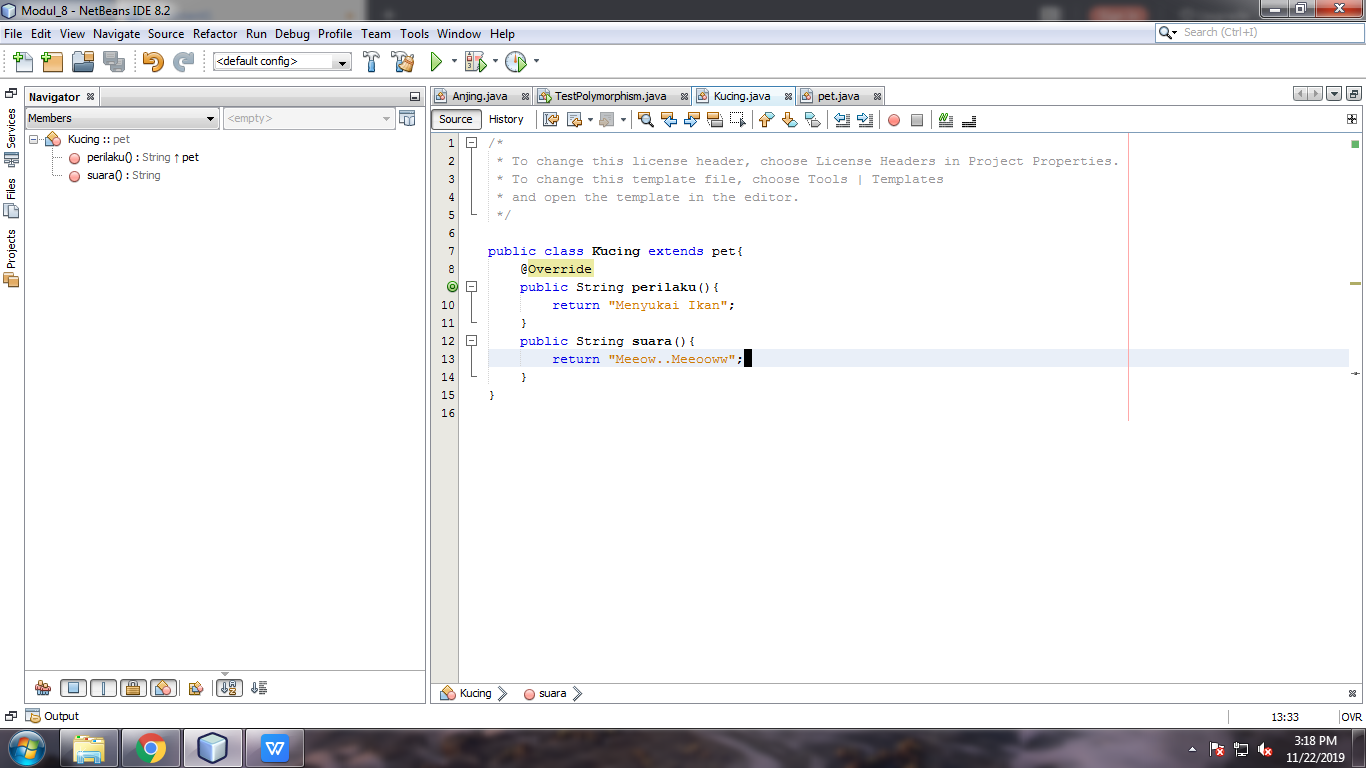 Modul_8 - NetBeans IDE 8.2
File Edit View Navigate Source Refactor Run Debug Profile Team Tools Window Help
Search (Ctrl+I)
<default config>
Navigator
Members
<empty>
Kucing :: pet
perilaku() : String ↑ pet
suara() : String
Services
Files
Projects
Anjing.java
TestPolymorphism.java
Kucing.java
pet.java
Source History
1 /*
2 * To change this license header, choose License Headers in Project Properties.
3 * To change this template file, choose Tools | Templates
4 * and open the template in the editor.
5 */
6
7 public class Kucing extends pet{
8 @Override
public String perilaku(){
10 return "Menyukai Ikan";
11 }
12 public String suara(){
13 return "Meeow..Meeooww";
14 }
15 }
16
Kucing
suara
Output
13:33
OVR
3:18 PM
11/22/2019